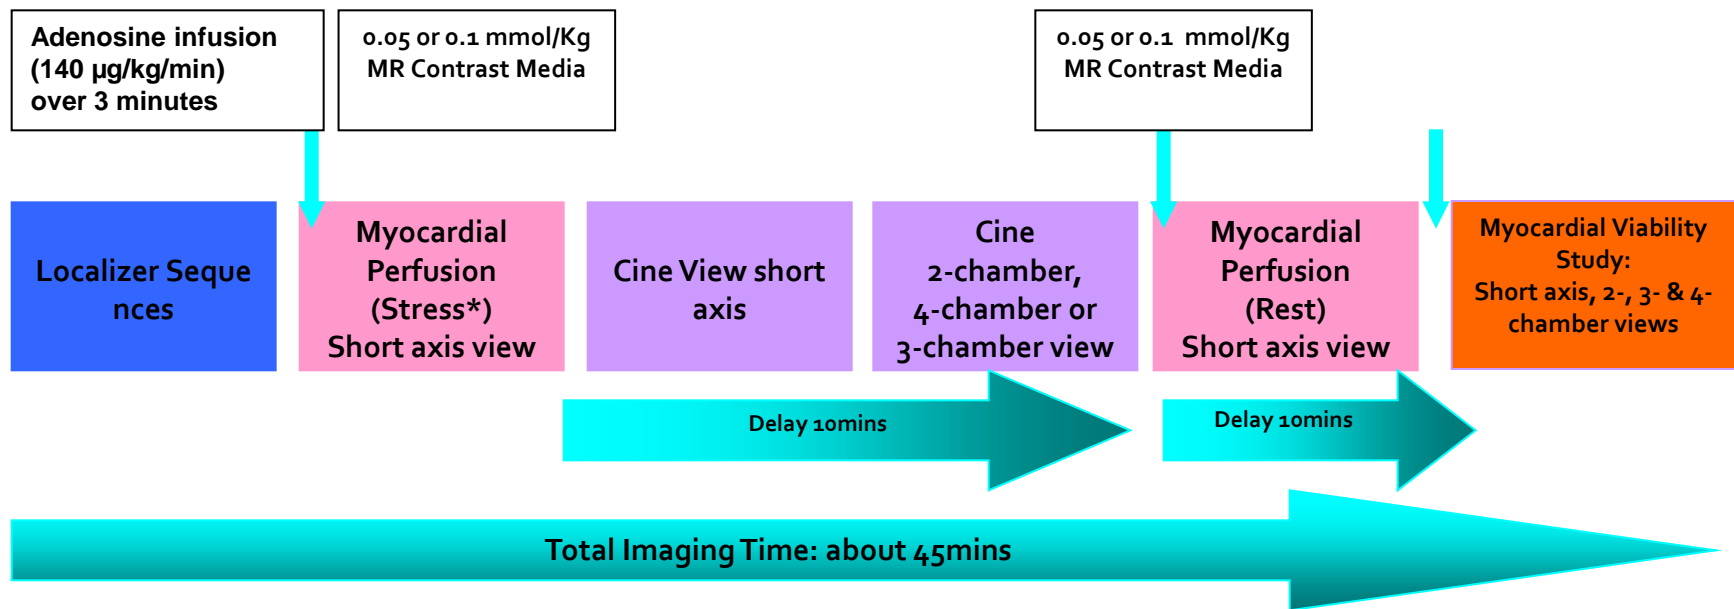 Adenosine infusion
(140 µg/kg/min)
over 3 minutes
0.05 or 0.1 mmol/Kg
MR Contrast Media
0.05 or 0.1 mmol/Kg
MR Contrast Media
Localizer Seque
nces
Myocardial
Perfusion
(Stress*)
Short axis view
Cine View short
axis
Cine
2-chamber,
4-chamber or
3-chamber view
Myocardial
Perfusion
(Rest)
Short axis view
Myocardial Viability
Study:
Short axis, 2-, 3- & 4-
chamber views
Delay 10mins
Delay 10mins
Total Imaging Time: about 45mins